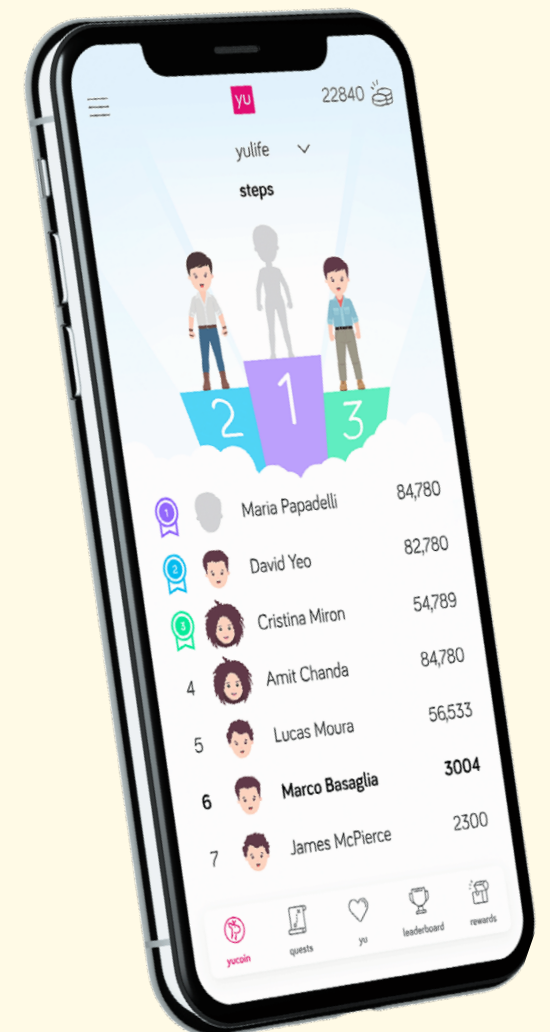 yu
22840
yulife
steps
2
1
3
1 Maria Papadelli 84,780
2 David Yeo 82,780
3 Cristina Miron 54,789
4 Amit Chanda 84,780
5 Lucas Moura 56,533
6 Marco Basaglia 3004
7 James McPierce 2300
yucoin quests yu leaderboard rewards